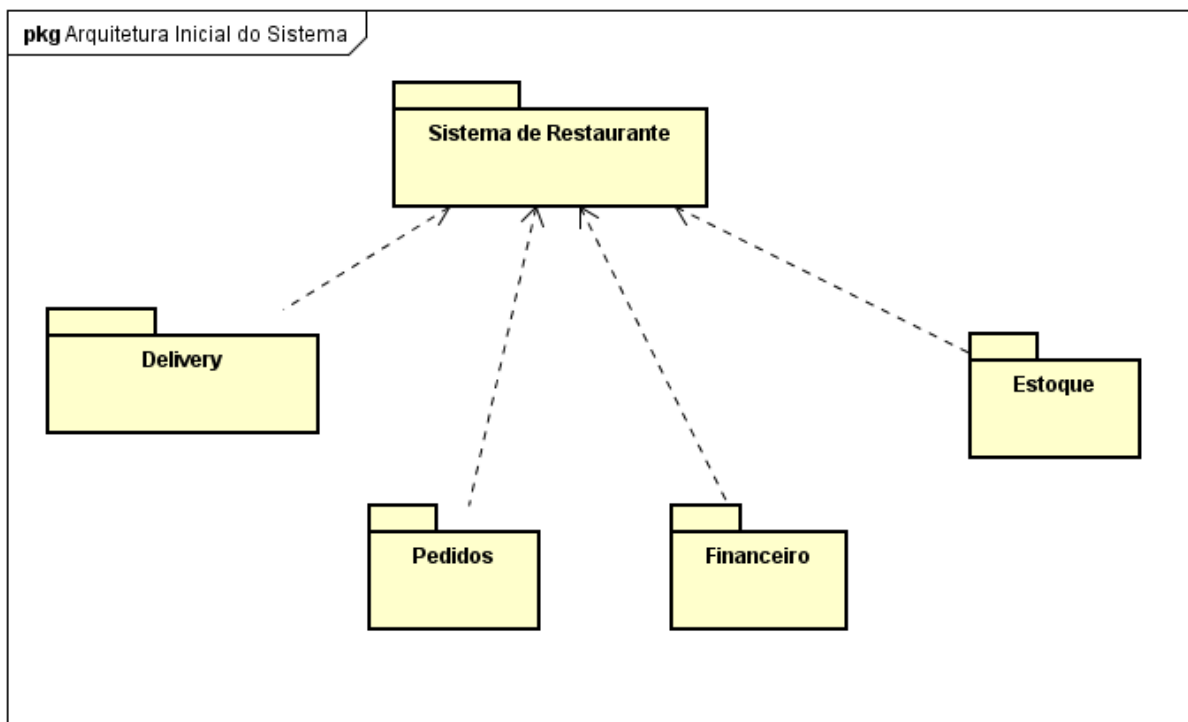 pkg Arquitetura Inicial do Sistema
Sistema de Restaurante
Delivery
Estoque
Pedidos
Financeiro